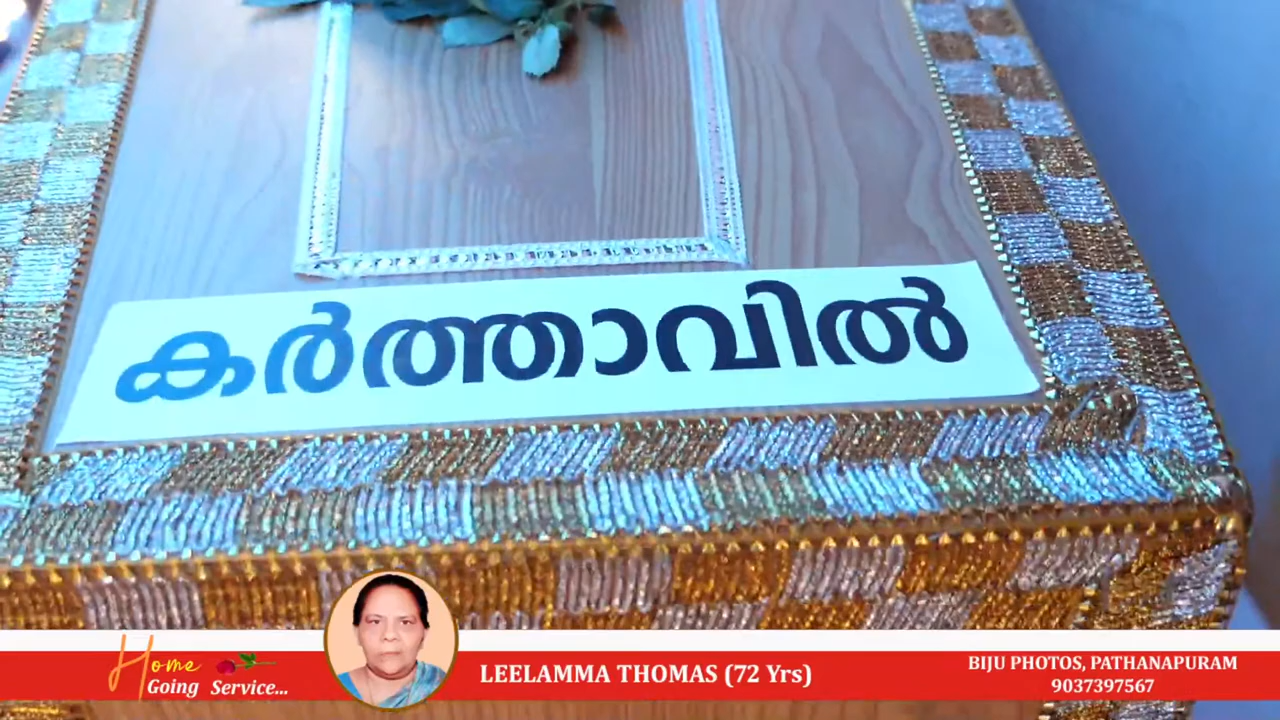 കർത്താവിൽ
Home
Going Service...
LEELAMMA THOMAS (72 Yrs)
BIJU PHOTOS, PATHANAPURAM
9037397567